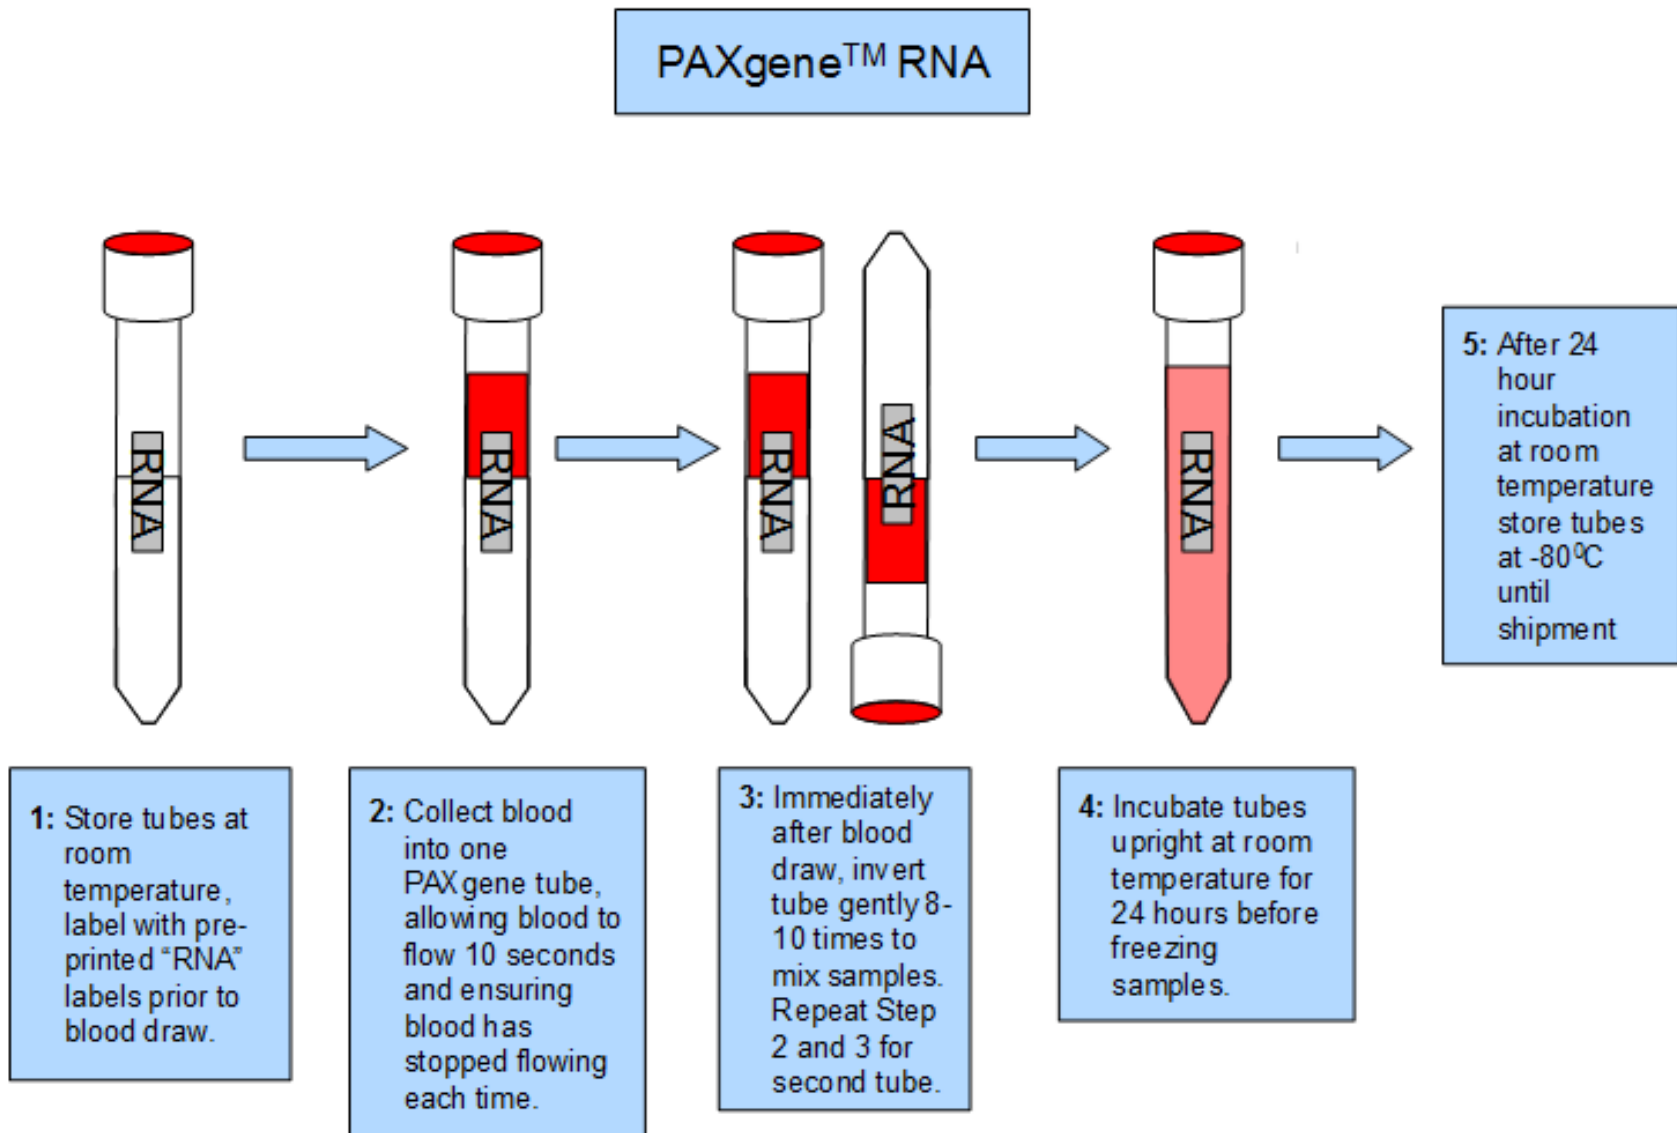 PAXgene™ RNA
RNA
RNA
RNA
RNA
RNA
1: Store tubes at
room
temperature,
label with pre-
printed “RNA”
labels prior to
blood draw.
2: Collect blood
into one
PAXgene tube,
allowing blood to
flow 10 seconds
and ensuring
blood has
stopped flowing
each time.
3: Immediately
after blood
draw, invert
tube gently 8-
10 times to
mix samples.
Repeat Step
2 and 3 for
second tube.
4: Incubate tubes
upright at room
temperature for
24 hours before
freezing
samples.
5: After 24
hour
incubation
at room
temperature
store tubes
at -80⁰C
until
shipment